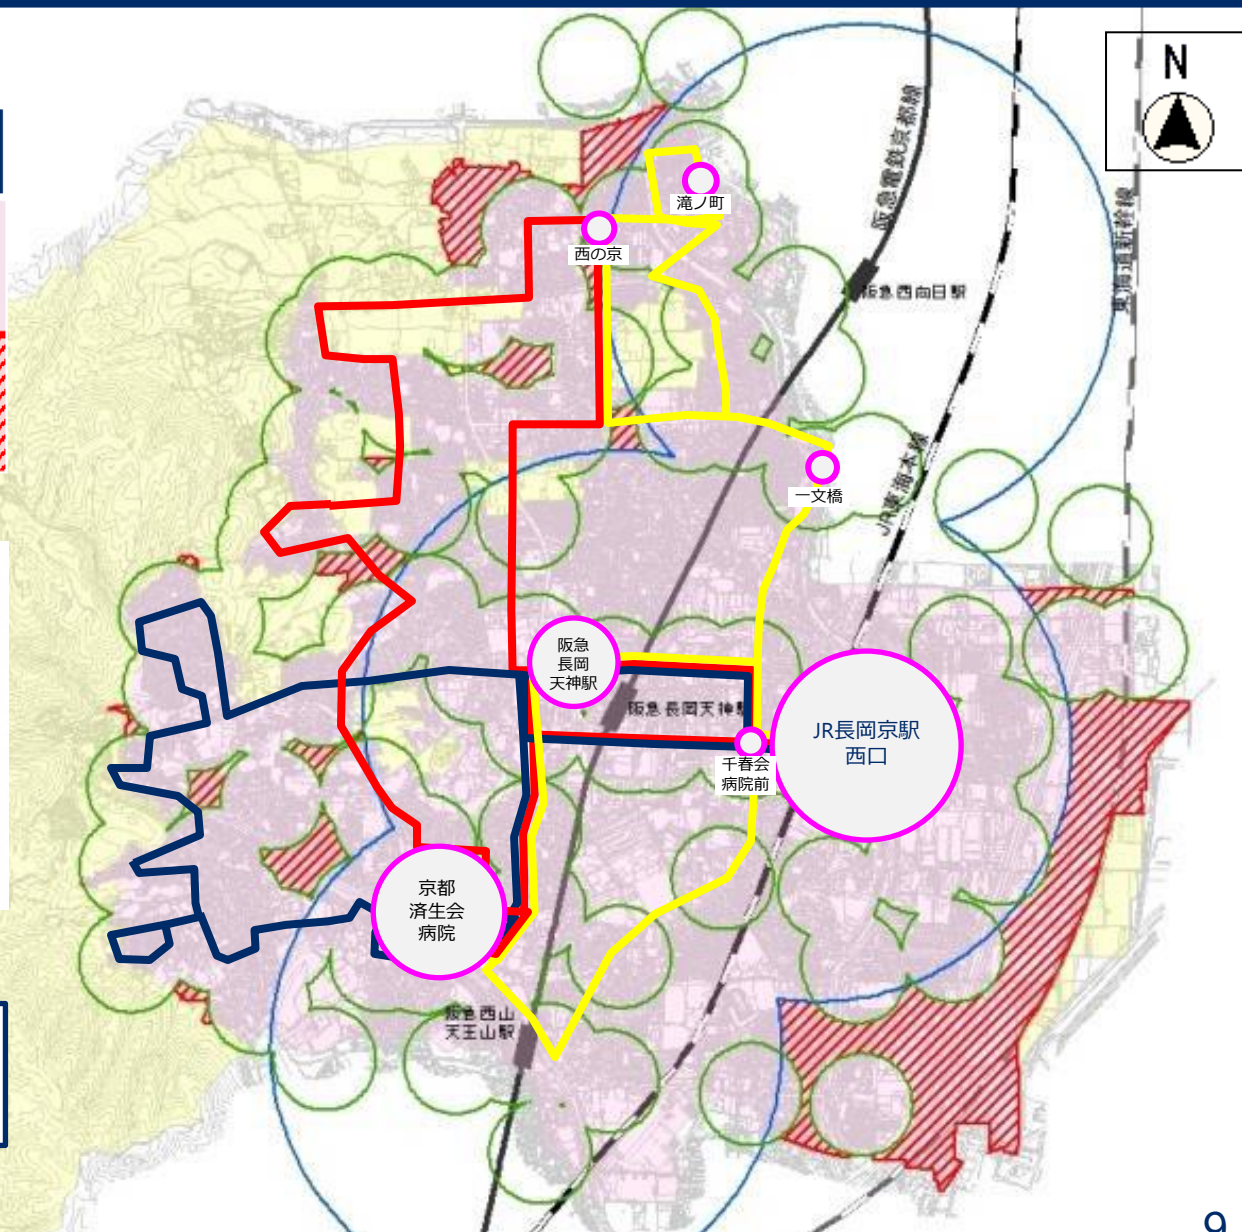 N
阪急電鉄京都線
滝ノ町
西の京
東海道新幹線
阪急西向日駅
JR東海本線
一文橋
阪急
長岡
天神駅
阪急長岡天神駅
JR長岡京駅
西口
千春会
病院前
京都
済生会
病院
阪急西山
天王山駅
9